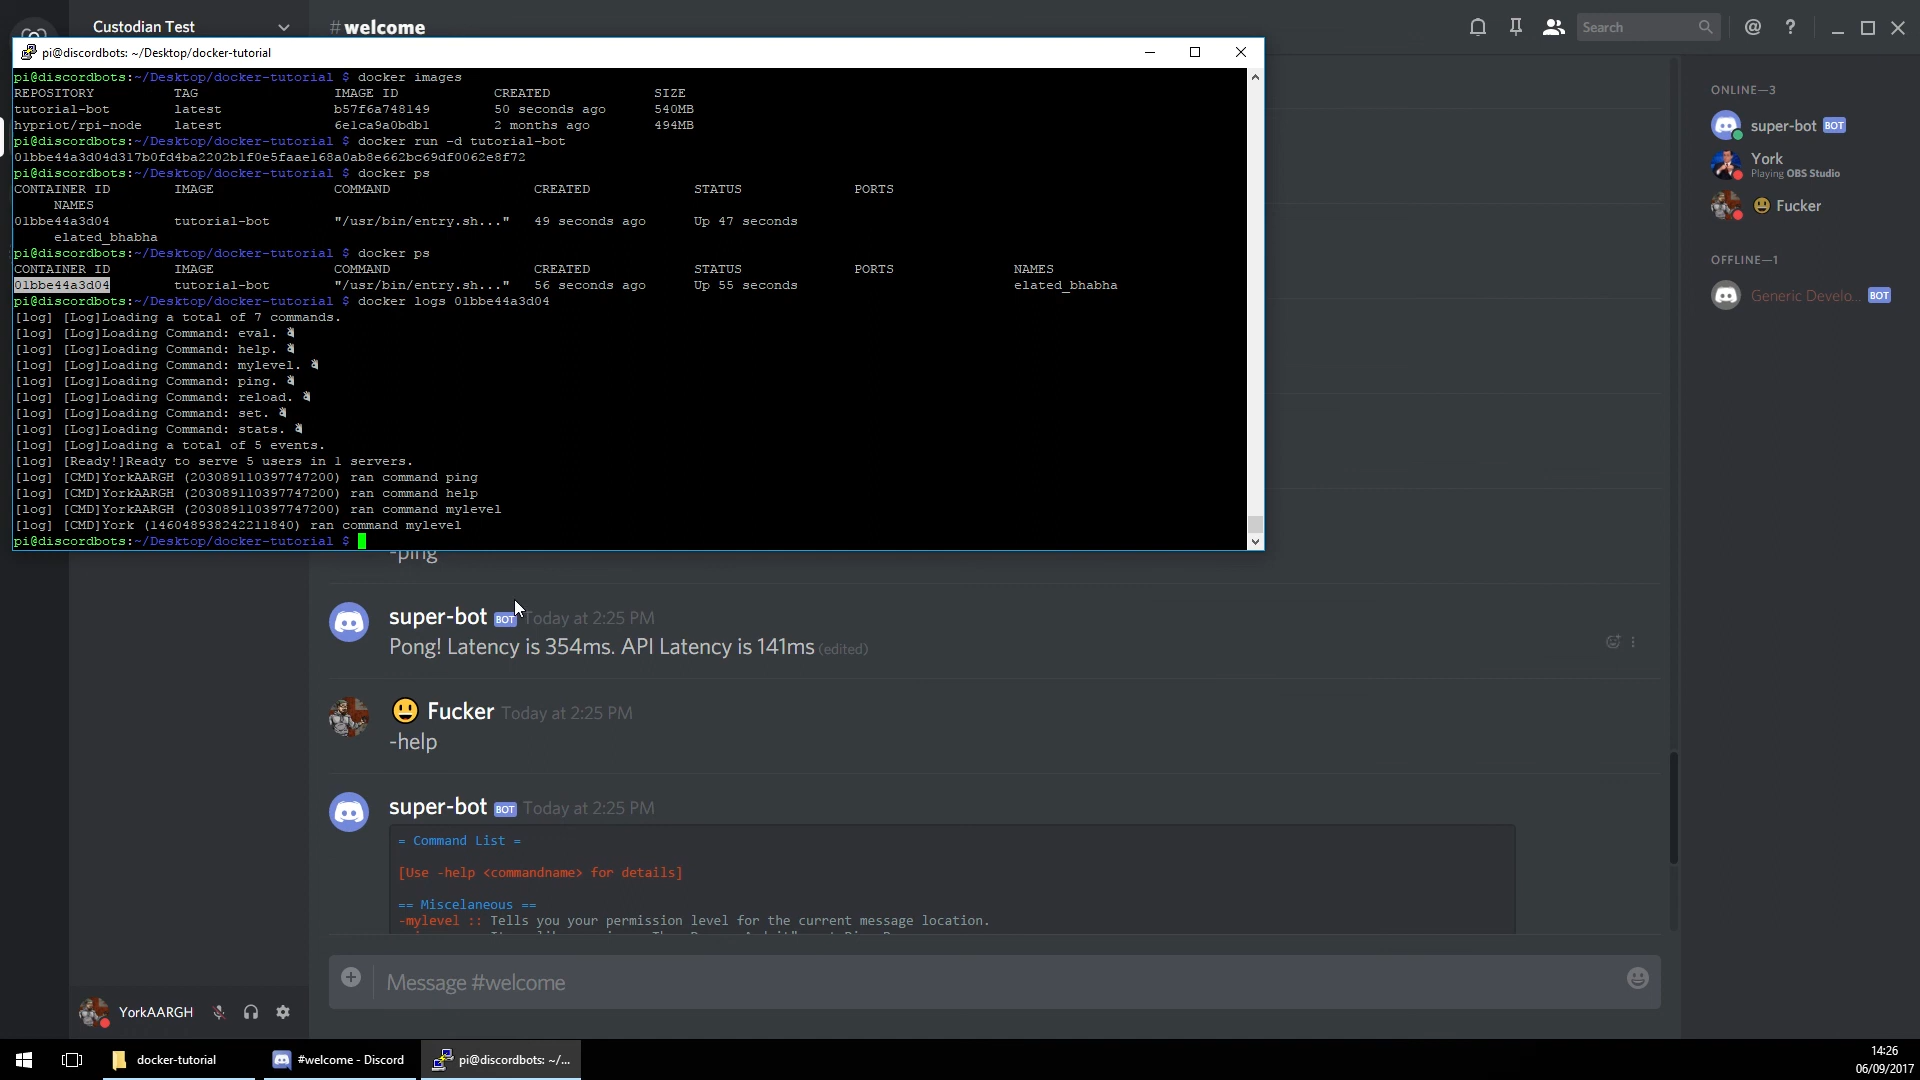 Custodian Test
#welcome
Search
pi@discordbots: ~/Desktop/docker-tutorial
pi@discordbots:~/Desktop/docker-tutorial $ docker images
REPOSITORY TAG IMAGE ID CREATED SIZE
tutorial-bot latest b57f6a748149 50 seconds ago 540MB
hypriot/rpi-node latest 6e1ca9a0bdb1 2 months ago 494MB
pi@discordbots:~/Desktop/docker-tutorial $ docker run -d tutorial-bot
01bbe44a3d04d317b0fd4ba2202b1f0e5faae168a0ab8e662bc69df0062e8f72
pi@discordbots:~/Desktop/docker-tutorial $ docker ps
CONTAINER ID IMAGE COMMAND CREATED STATUS PORTS
NAMES
01bbe44a3d04 tutorial-bot "/usr/bin/entry.sh..." 49 seconds ago Up 47 seconds
elated_bhabha
pi@discordbots:~/Desktop/docker-tutorial $ docker ps
CONTAINER ID IMAGE COMMAND CREATED STATUS PORTS NAMES
01bbe44a3d04 tutorial-bot "/usr/bin/entry.sh..." 56 seconds ago Up 55 seconds elated_bhabha
pi@discordbots:~/Desktop/docker-tutorial $ docker logs 01bbe44a3d04
[log] [Log]Loading a total of 7 commands.
[log] [Log]Loading Command: eval. 👌
[log] [Log]Loading Command: help. 👌
[log] [Log]Loading Command: mylevel. 👌
[log] [Log]Loading Command: ping. 👌
[log] [Log]Loading Command: reload. 👌
[log] [Log]Loading Command: set. 👌
[log] [Log]Loading Command: stats. 👌
[log] [Log]Loading a total of 5 events.
[log] [Ready!]Ready to serve 5 users in 1 servers.
[log] [CMD]YorkAARGH (203089110397747200) ran command ping
[log] [CMD]YorkAARGH (203089110397747200) ran command help
[log] [CMD]YorkAARGH (203089110397747200) ran command mylevel
[log] [CMD]York (146048938242211840) ran command mylevel
pi@discordbots:~/Desktop/docker-tutorial $
-ping
super-bot BOT Today at 2:25 PM
Pong! Latency is 354ms. API Latency is 141ms (edited)
😃 Fucker Today at 2:25 PM
-help
super-bot BOT Today at 2:25 PM
= Command List =
[Use -help <commandname> for details]
== Miscelaneous ==
-mylevel :: Tells you your permission level for the current message location.
Message #welcome
ONLINE—3
super-bot BOT
York
Playing OBS Studio
😃 Fucker
OFFLINE—1
Generic Develo... BOT
YorkAARGH
docker-tutorial
#welcome - Discord
pi@discordbots: ~/...
14:26
06/09/2017